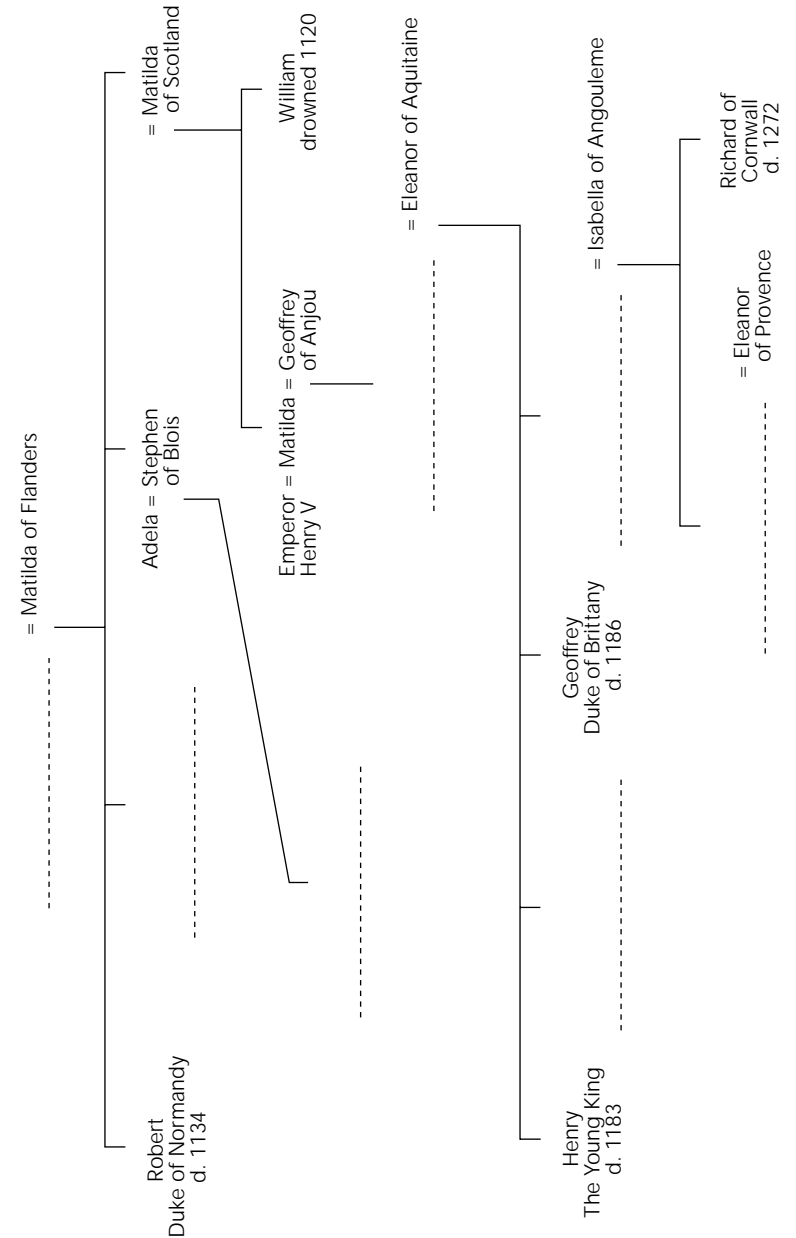 = Matilda of Flanders
Robert
Duke of Normandy
d. 1134
Adela = Stephen
of Blois
= Matilda
of Scotland
Emperor = Matilda = Geoffrey
Henry V
of Anjou
William
drowned 1120
= Eleanor of Aquitaine
Henry
The Young King
d. 1183
Geoffrey
Duke of Brittany
d. 1186
= Isabella of Angouleme
= Eleanor
of Provence
Richard of
Cornwall
d. 1272